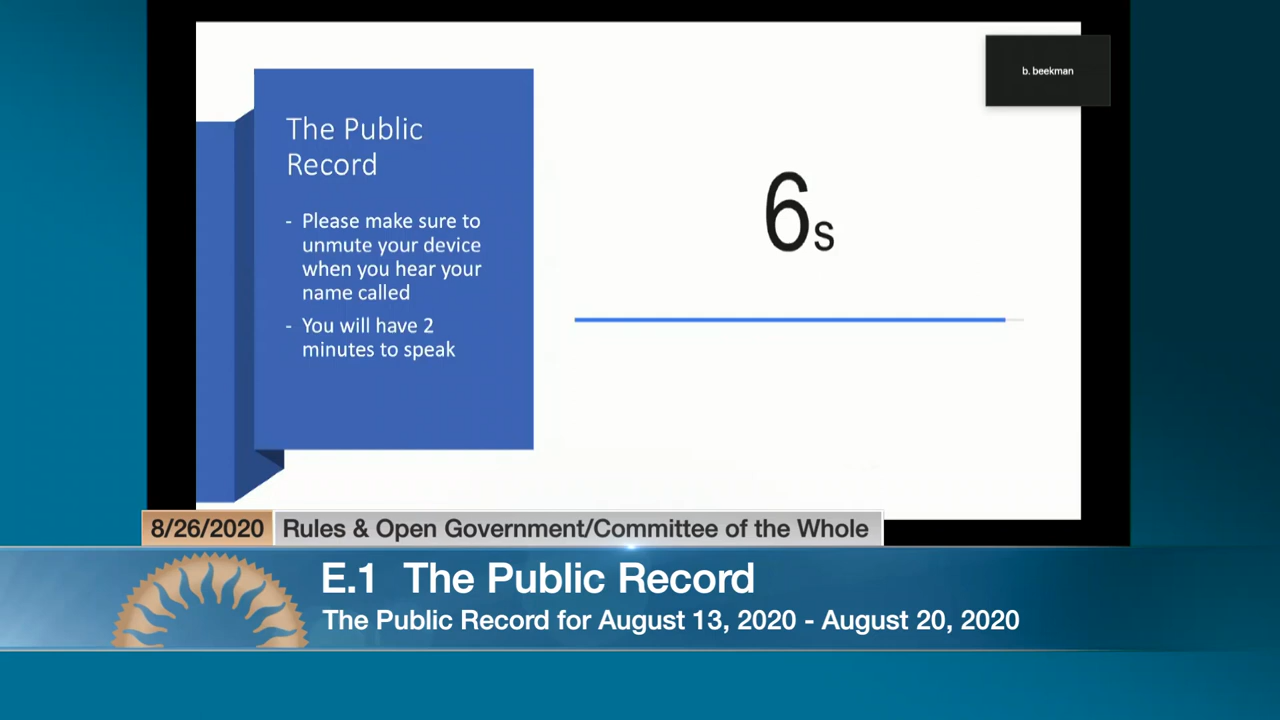 b. beekman
The Public
Record
- Please make sure to
unmute your device
when you hear your
name called
- You will have 2
minutes to speak
6s
8/26/2020 Rules & Open Government/Committee of the Whole
E.1 The Public Record
The Public Record for August 13, 2020 - August 20, 2020